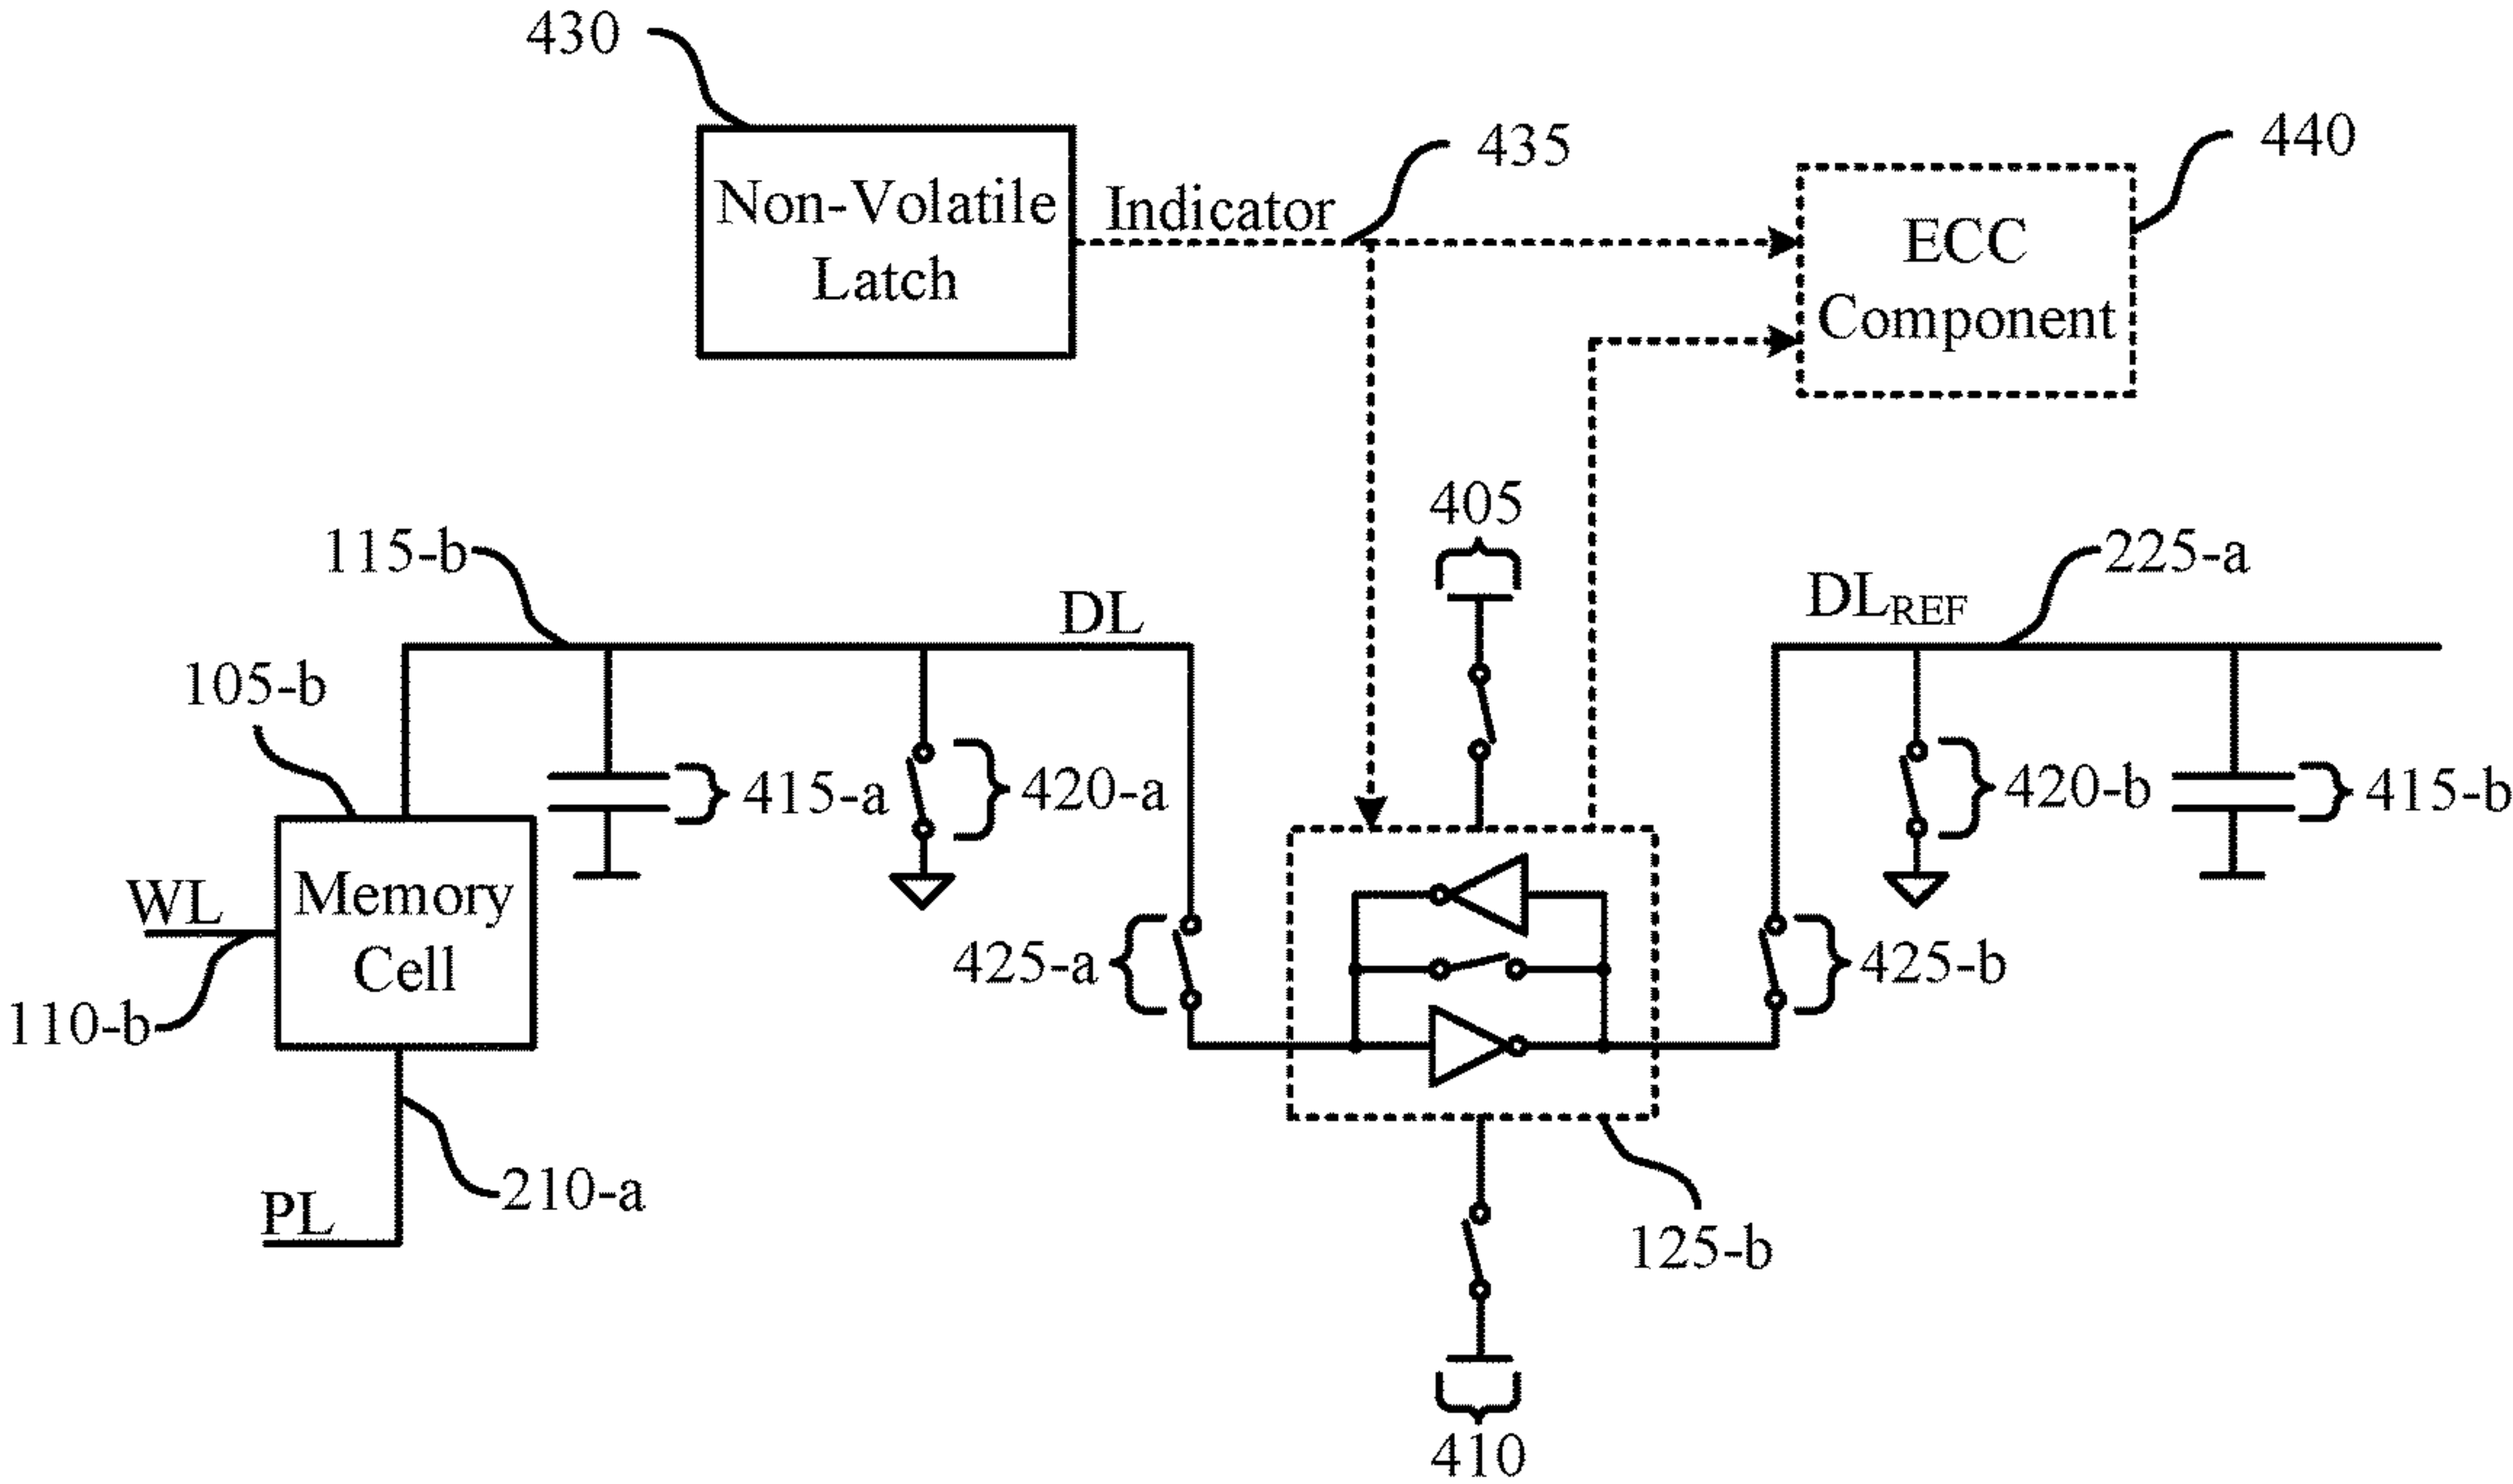 430
Non-Volatile
Latch
Indicator
435
440
ECC
Component
405
115-b
DL
DLREF
225-a
105-b
415-a
420-a
420-b
415-b
WL
Memory
Cell
425-a
425-b
110-b
210-a
PL
125-b
410